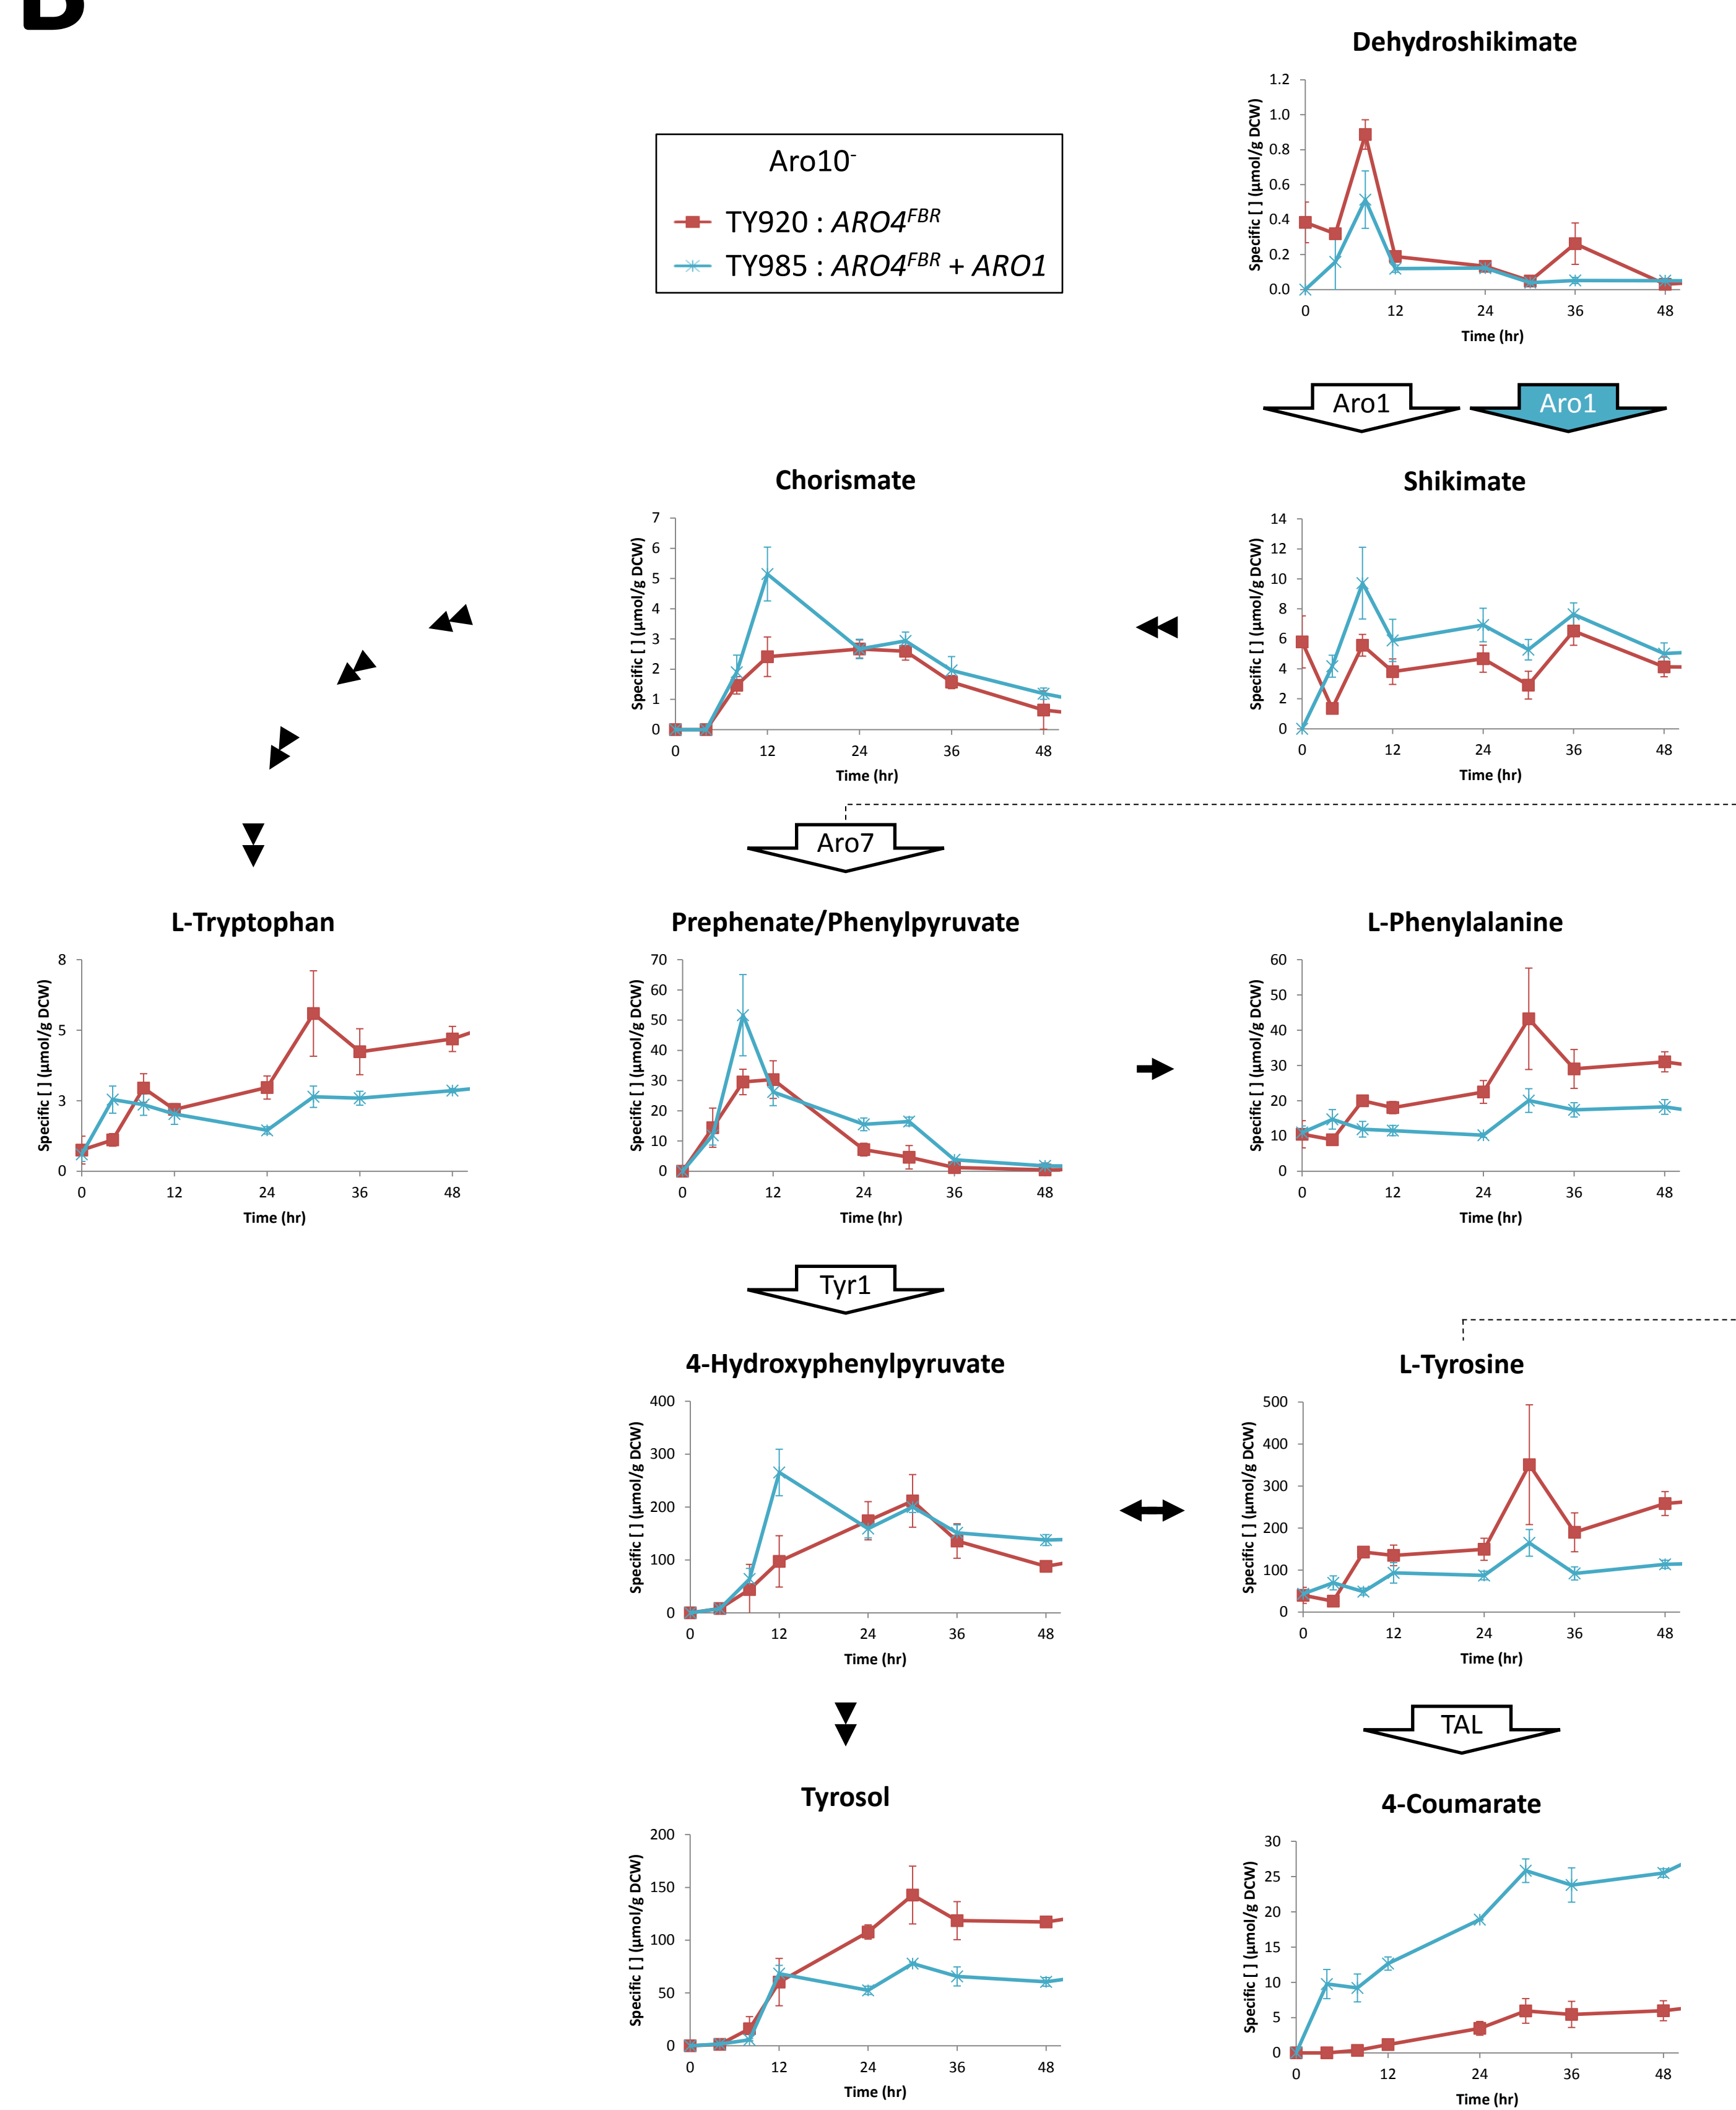 B
Dehydroshikimate
1.2
1.0
0.8
0.6
0.4
0.2
0.0
Specific [ ] (µmol/g DCW)
0 12 24 36 48
Time (hr)
Aro10-
TY920 : ARO4FBR
TY985 : ARO4FBR + ARO1
Aro1
Aro1
Chorismate
7
6
5
4
3
2
1
0
Specific [ ] (µmol/g DCW)
0 12 24 36 48
Time (hr)
Shikimate
14
12
10
8
6
4
2
0
Specific [ ] (µmol/g DCW)
0 12 24 36 48
Time (hr)
Aro7
L-Tryptophan
8
5
3
0
Specific [ ] (µmol/g DCW)
0 12 24 36 48
Time (hr)
Prephenate/Phenylpyruvate
70
60
50
40
30
20
10
0
Specific [ ] (µmol/g DCW)
0 12 24 36 48
Time (hr)
L-Phenylalanine
60
50
40
30
20
10
0
Specific [ ] (µmol/g DCW)
0 12 24 36 48
Time (hr)
Tyr1
4-Hydroxyphenylpyruvate
400
300
200
100
0
Specific [ ] (µmol/g DCW)
0 12 24 36 48
Time (hr)
L-Tyrosine
500
400
300
200
100
0
Specific [ ] (µmol/g DCW)
0 12 24 36 48
Time (hr)
TAL
Tyrosol
200
150
100
50
0
Specific [ ] (µmol/g DCW)
0 12 24 36 48
Time (hr)
4-Coumarate
30
25
20
15
10
5
0
Specific [ ] (µmol/g DCW)
0 12 24 36 48
Time (hr)